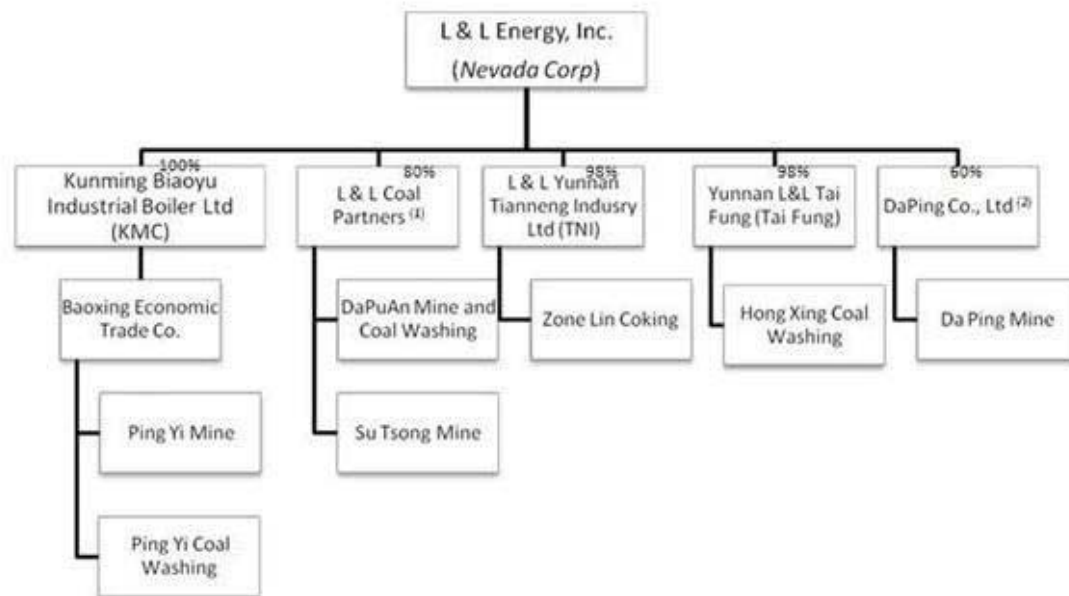 L & L Energy, Inc.
(Nevada Corp)
100%
Kunming Biaoyu
Industrial Boiler Ltd
(KMC)
80%
L & L Coal
Partners (1)
98%
L & L Yunnan
Tianneng Indusry
Ltd (TNI)
98%
Yunnan L&L Tai
Fung (Tai Fung)
60%
DaPing Co., Ltd (2)
Baoxing Economic
Trade Co.
DaPuAn Mine and
Coal Washing
Zone Lin Coking
Hong Xing Coal
Washing
Da Ping Mine
Ping Yi Mine
Su Tsong Mine
Ping Yi Coal
Washing